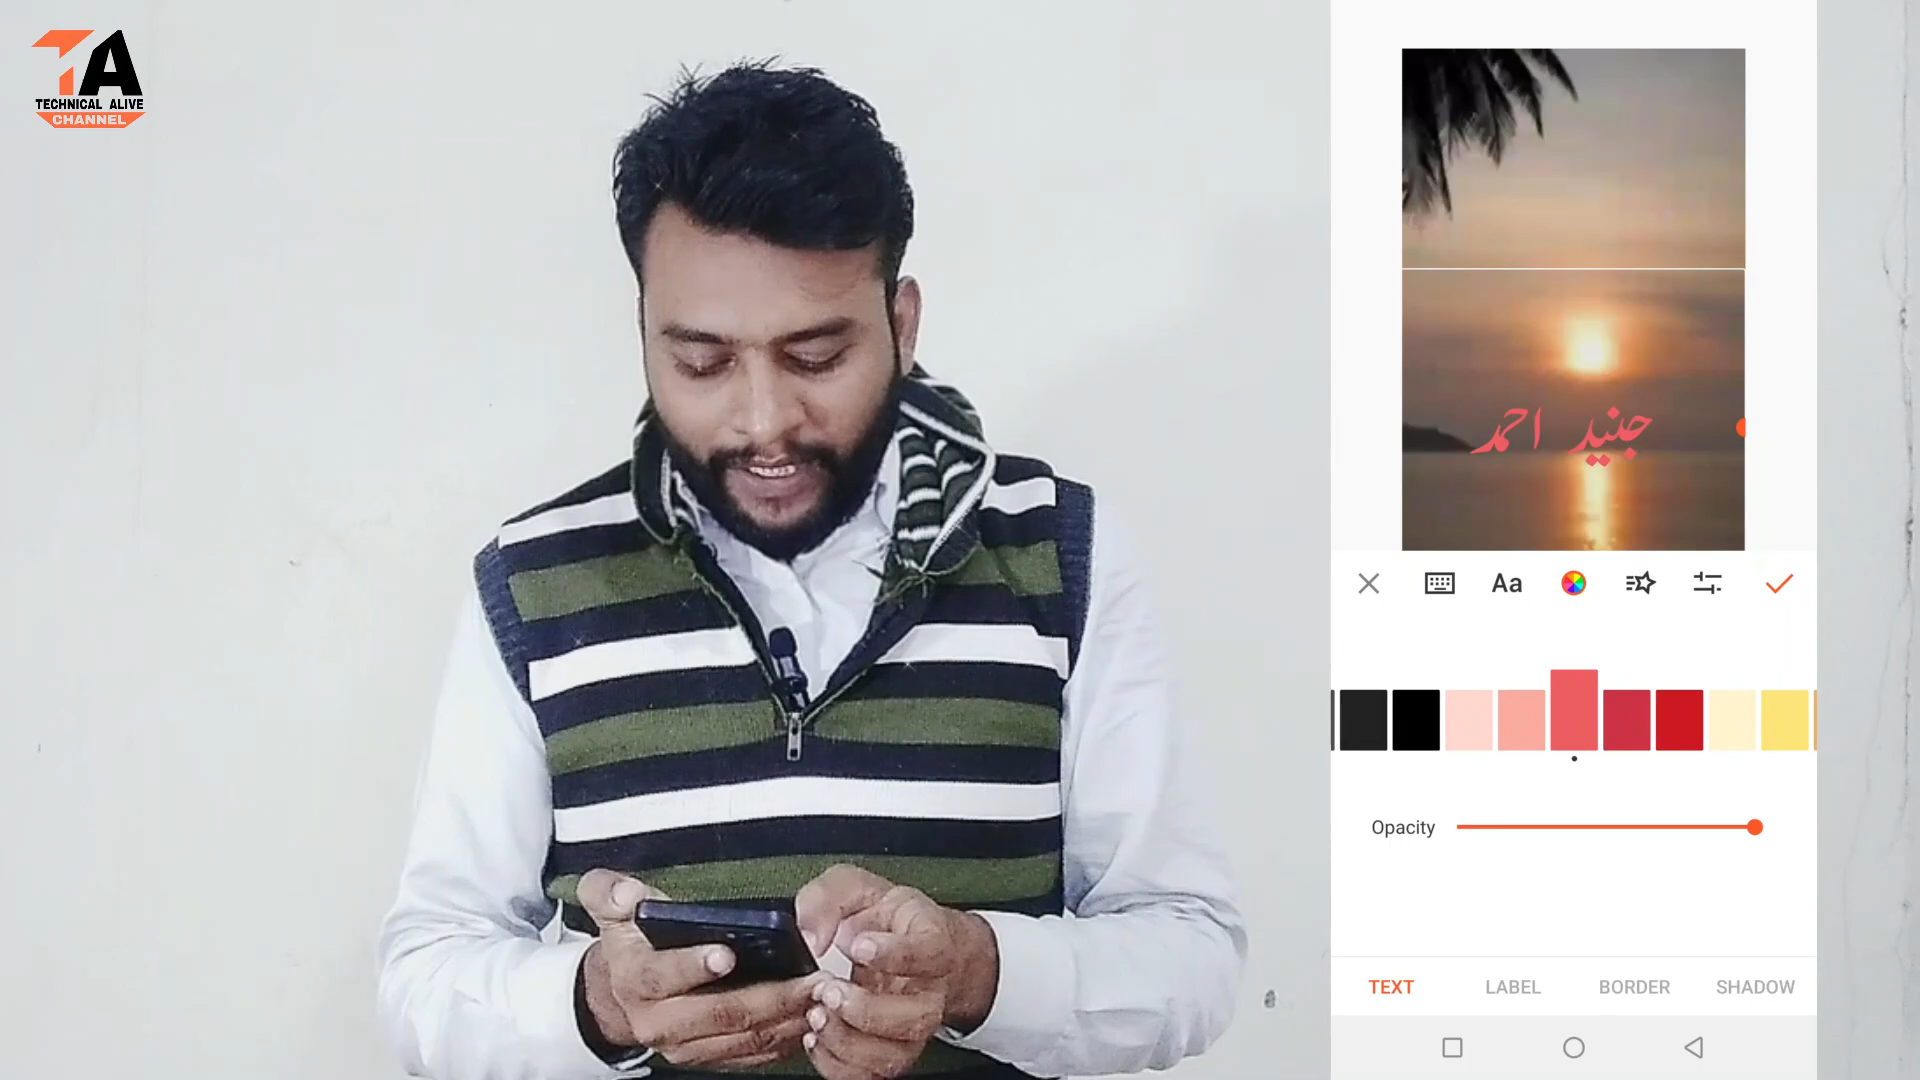 TA
TECHNICAL ALIVE
CHANNEL
جنید احمد
Aa
Opacity
TEXT LABEL BORDER SHADOW